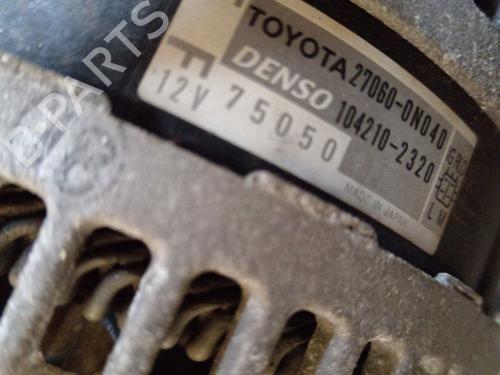 TOYOTA 27060-0N040
DENSO 104210-2320
12V 75050
MADE IN JAPAN
L M
B-PARTS